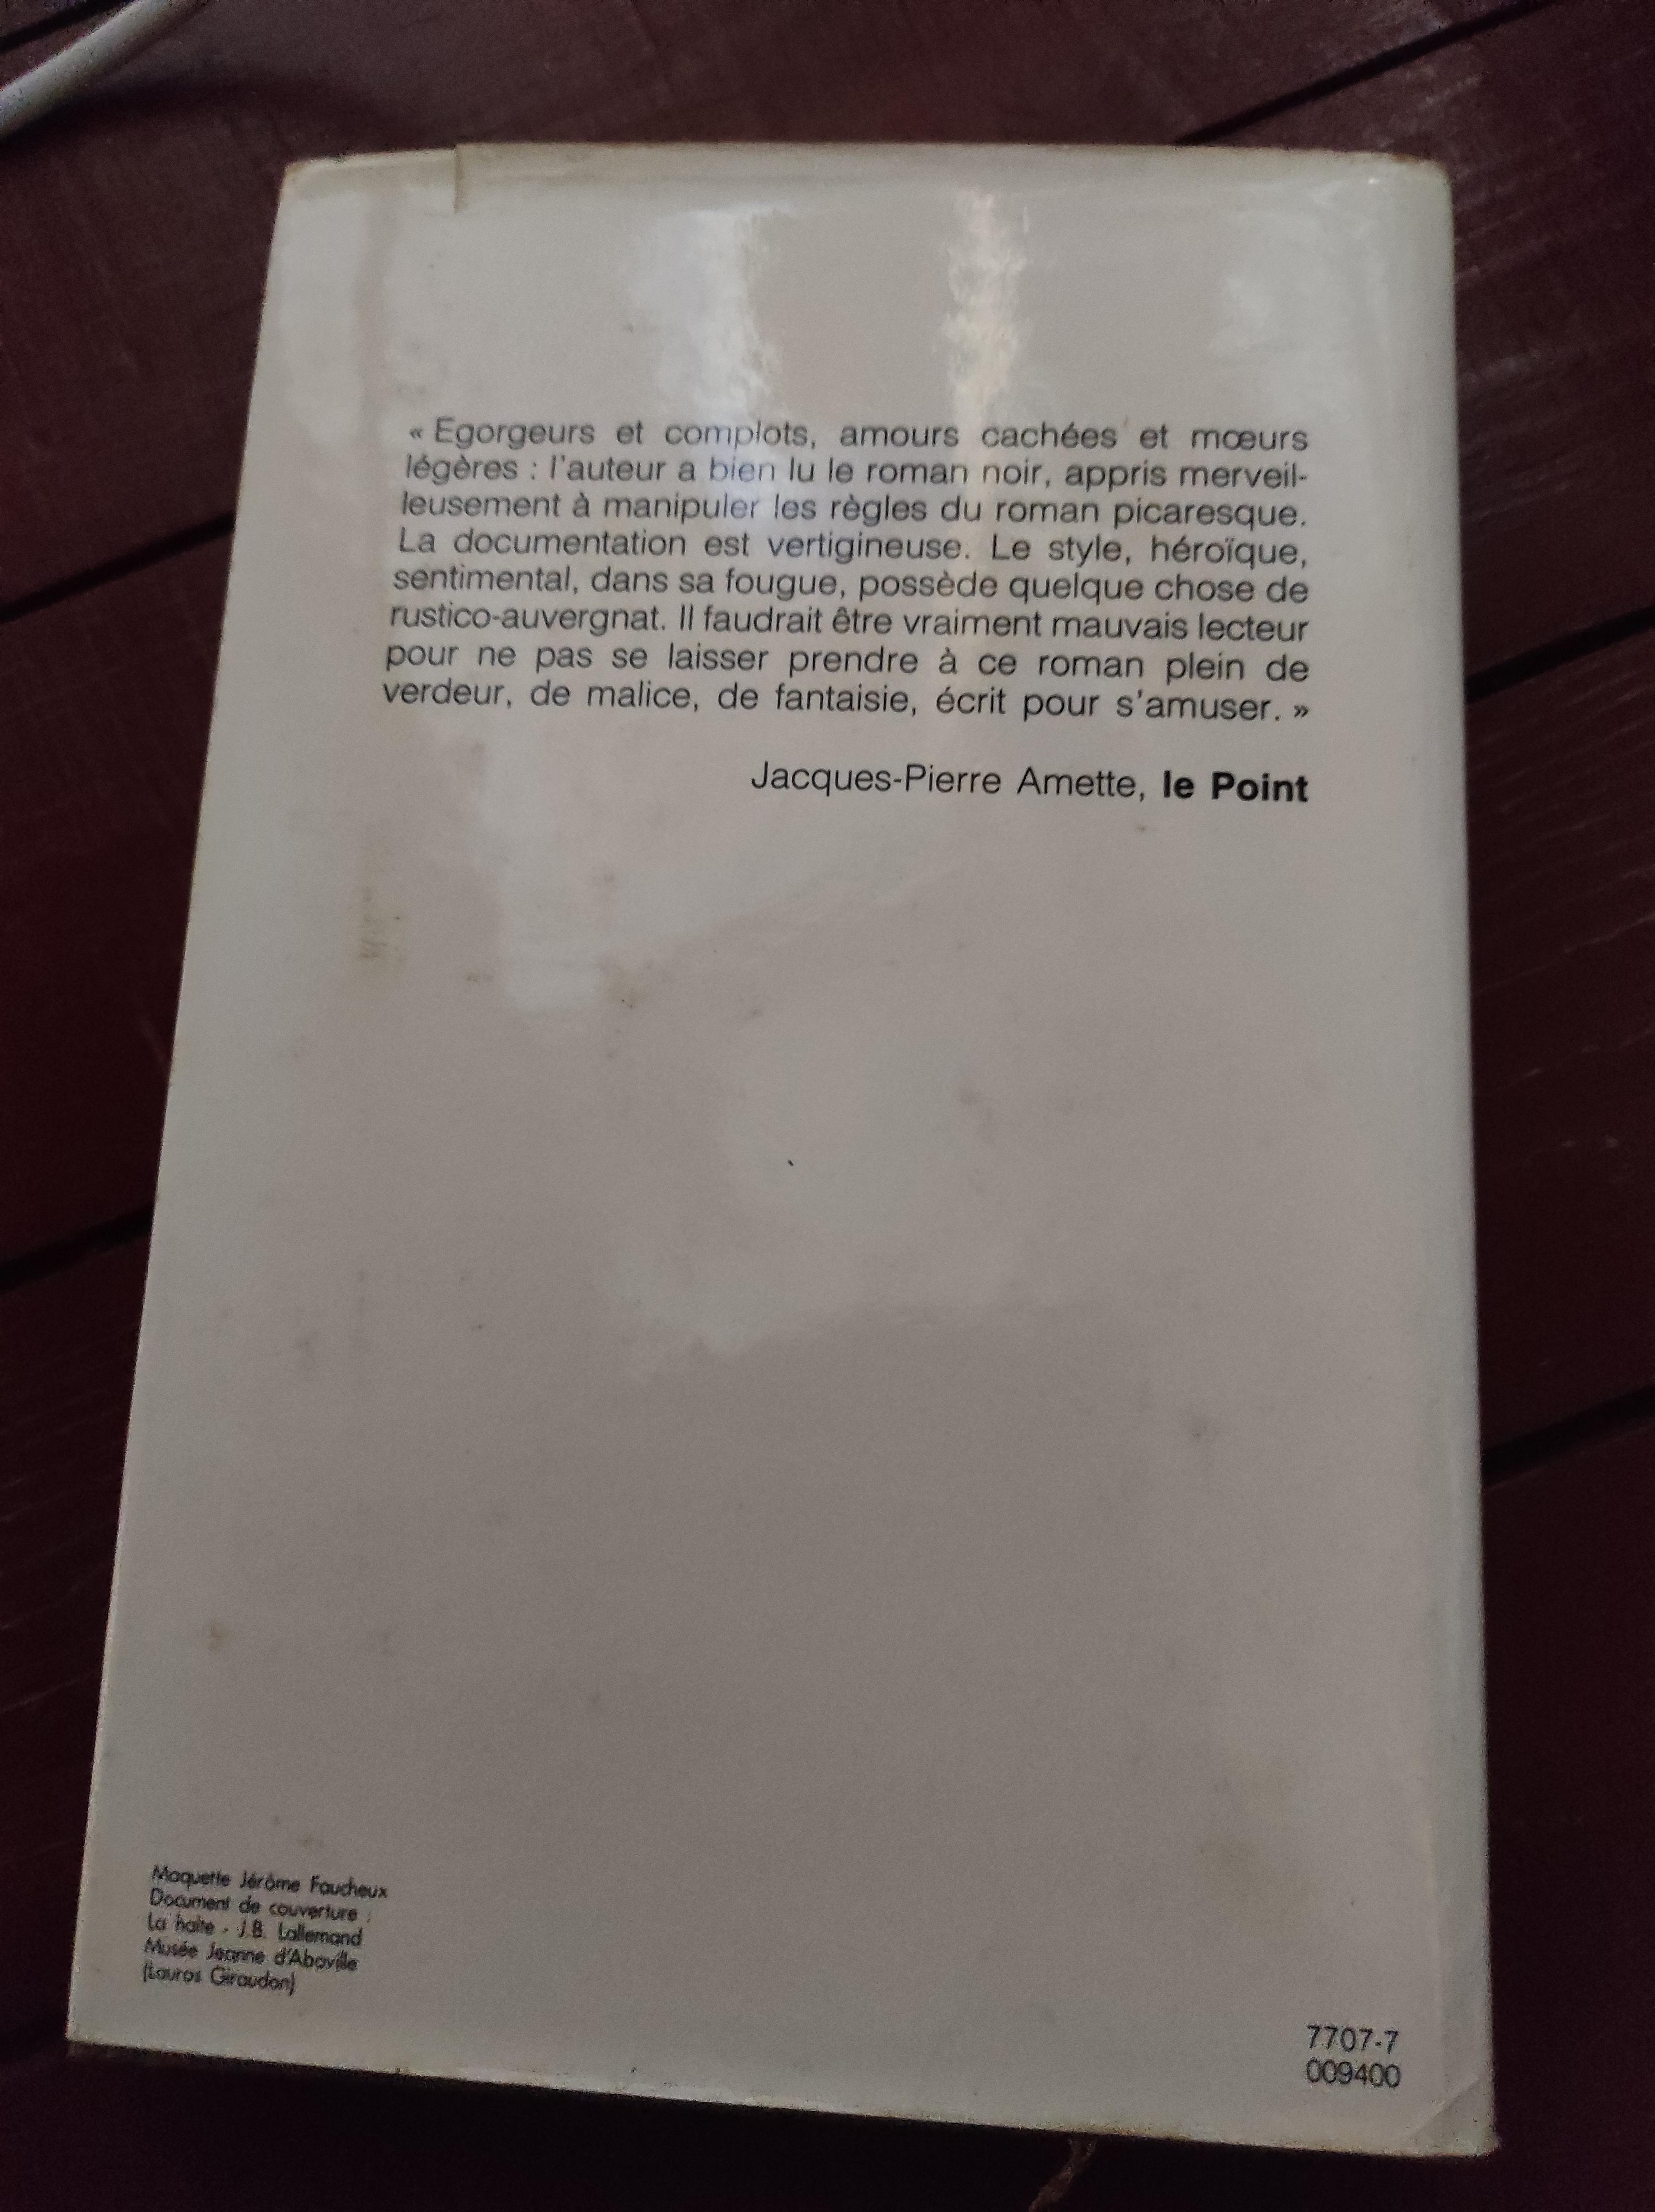 « Egorgeurs et complots, amours cachées et mœurs
légères : l'auteur a bien lu le roman noir, appris merveil-
leusement à manipuler les règles du roman picaresque.
La documentation est vertigineuse. Le style, héroïque,
sentimental, dans sa fougue, possède quelque chose de
rustico-auvergnat. Il faudrait être vraiment mauvais lecteur
pour ne pas se laisser prendre à ce roman plein de
verdeur, de malice, de fantaisie, écrit pour s'amuser. »
Jacques-Pierre Amette, le Point
Maquette Jérôme Faucheux
Document de couverture :
La halte - J.B. Lallemand
Musée Jeanne d'Aboville
(Lauros Giraudon)
7707-7
009400